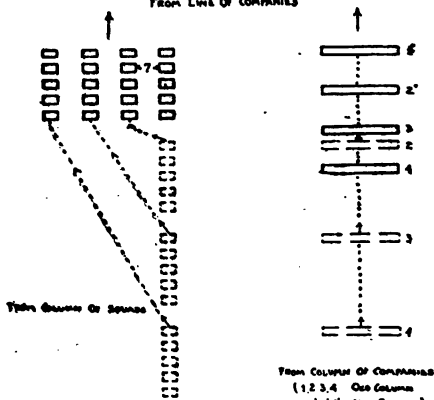 FROM LINE OF COMPANIES
7
2
3
2
4
3
1
FROM COLUMN OF SQUADS
FROM COLUMN OF COMPANIES
(1,2,3,4 OLD COLUMN